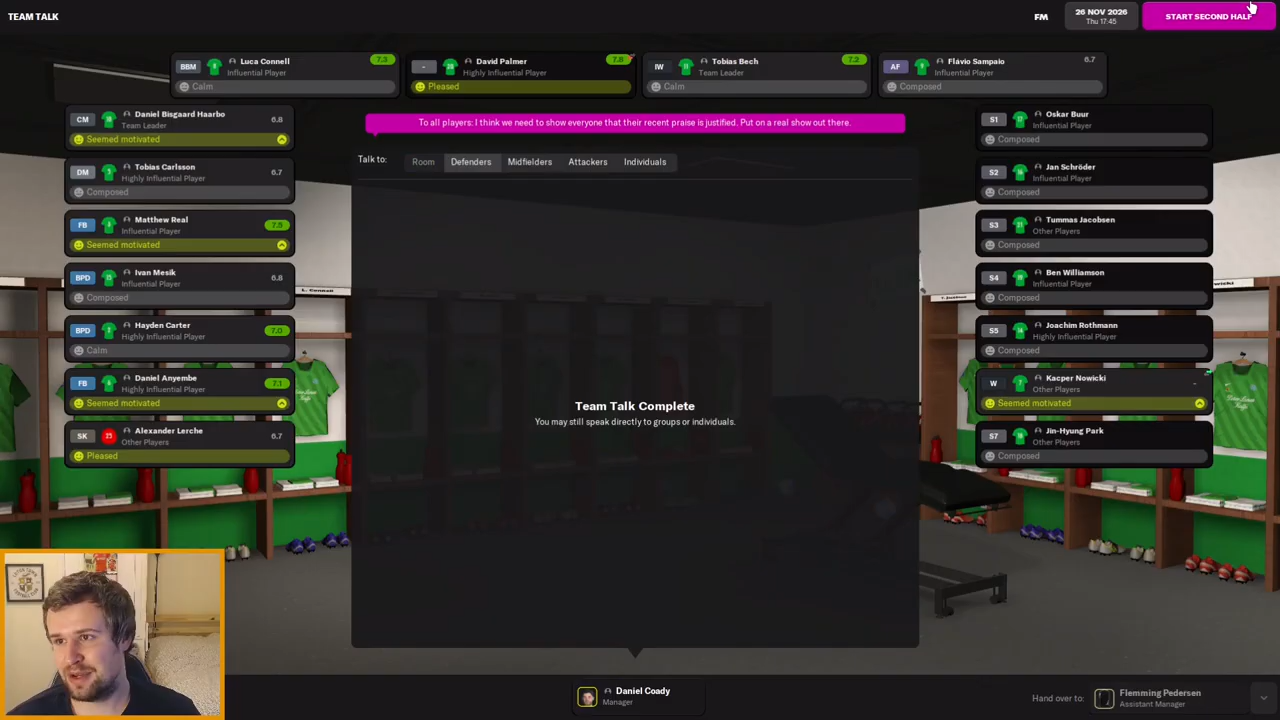 TEAM TALK
FM
26 NOV 2026
Thu 17:45
START SECOND HALF
BBM
Luca Connell
Influential Player
7.3
Calm
-
David Palmer
Highly Influential Player
Pleased
IW
Tobias Bech
Team Leader
7.2
Calm
AF
Flávio Sampaio
Influential Player
6.7
Composed
To all players: I think we need to show everyone that their recent praise is justified. Put on a real show out there.
Talk to:
Room
Defenders
Midfielders
Attackers
Individuals
CM
Daniel Bisgaard Haarbo
Team Leader
6.8
Seemed motivated
DM
Tobias Carlsson
Highly Influential Player
6.7
Composed
FB
Matthew Real
Influential Player
Seemed motivated
BPD
Ivan Mesik
Influential Player
6.8
Composed
BPD
Hayden Carter
Highly Influential Player
7.0
Calm
FB
Daniel Anyembe
Highly Influential Player
7.1
Seemed motivated
SK
Alexander Lerche
Other Players
6.7
Pleased
Team Talk Complete
You may still speak directly to groups or individuals.
S1
Oskar Buur
Influential Player
Composed
S2
Jan Schröder
Influential Player
Composed
S3
Tummas Jacobsen
Other Players
Composed
S4
Ben Williamson
Influential Player
Composed
S5
Joachim Rothmann
Highly Influential Player
Composed
W
Kacper Nowicki
Other Players
-
Seemed motivated
S7
Jin-Hyung Park
Other Players
Composed
Daniel Coady
Manager
Hand over to:
Flemming Pedersen
Assistant Manager